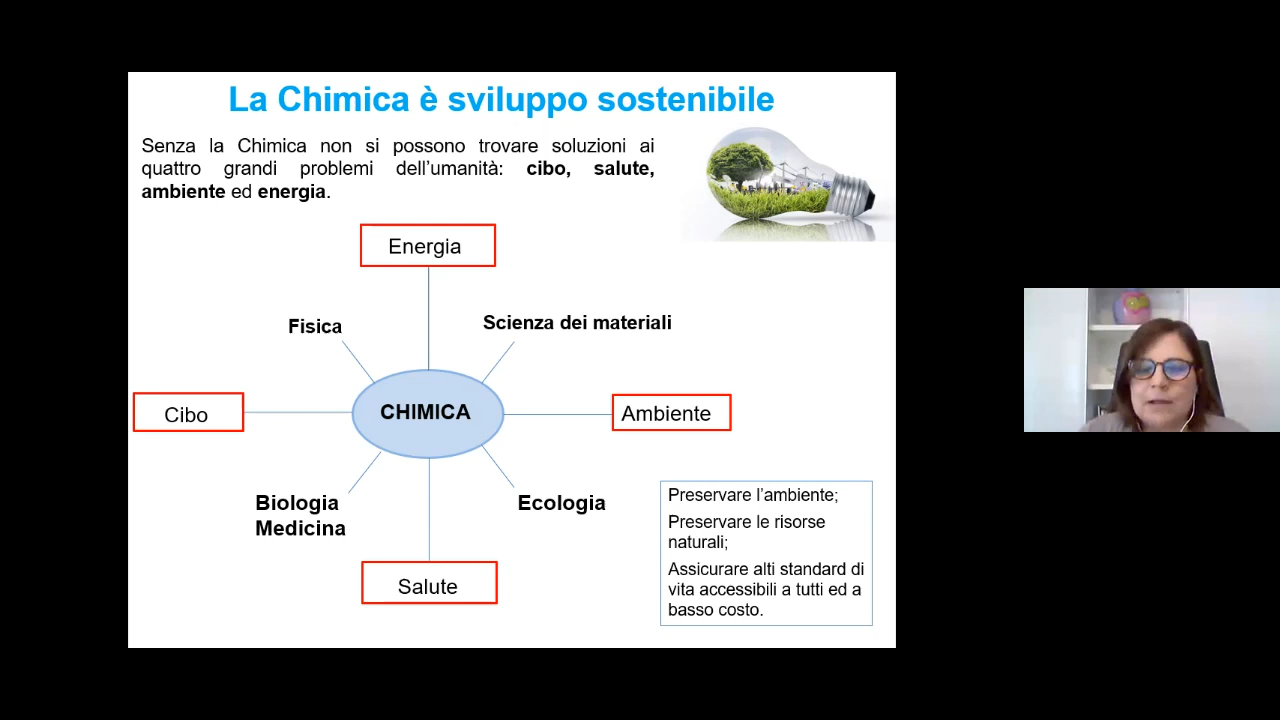 La Chimica è sviluppo sostenibile
Senza la Chimica non si possono trovare soluzioni ai
quattro grandi problemi dell'umanità: cibo, salute,
ambiente ed energia.
Energia
Fisica
Scienza dei materiali
Cibo
CHIMICA
Ambiente
Biologia
Medicina
Ecologia
Salute
Preservare l'ambiente;
Preservare le risorse
naturali;
Assicurare alti standard di
vita accessibili a tutti ed a
basso costo.